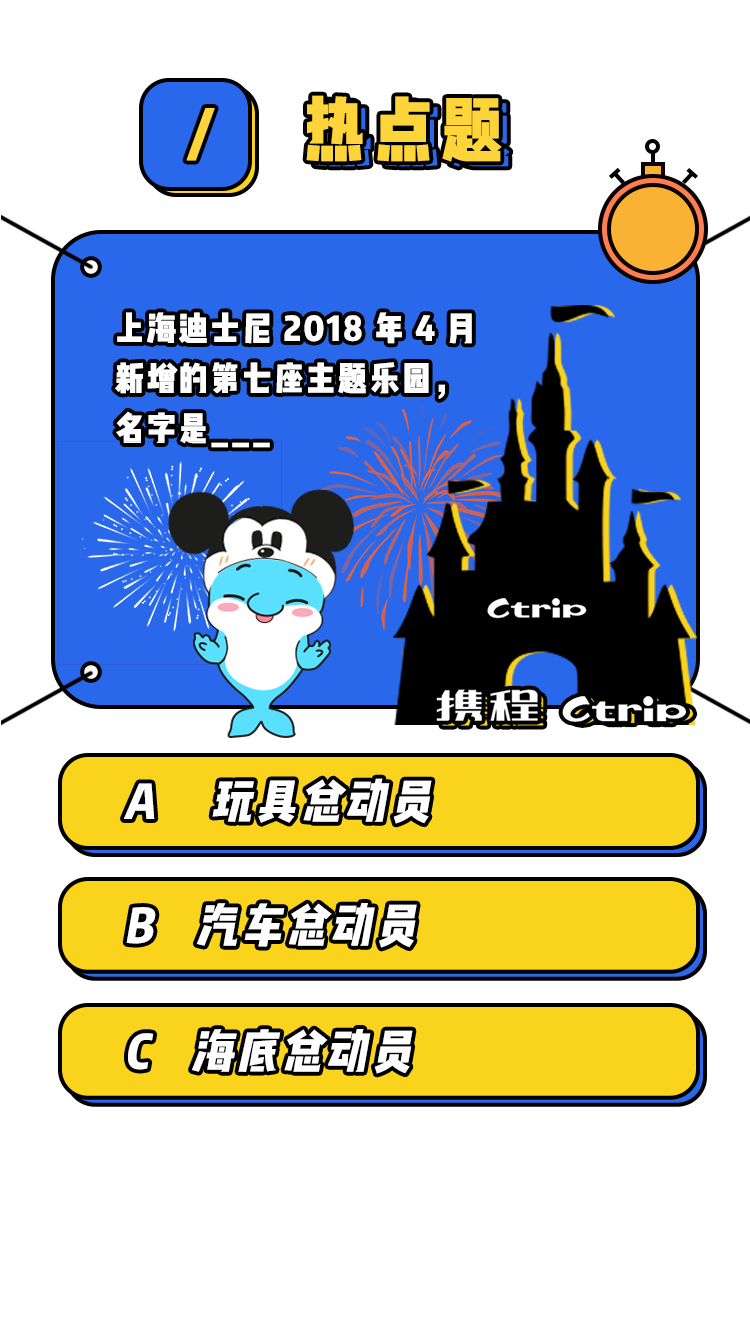 / 热点题
上海迪士尼 2018 年 4 月
新增的第七座主题乐园，
名字是___
Ctrip
携程 Ctrip
A 玩具总动员
B 汽车总动员
C 海底总动员